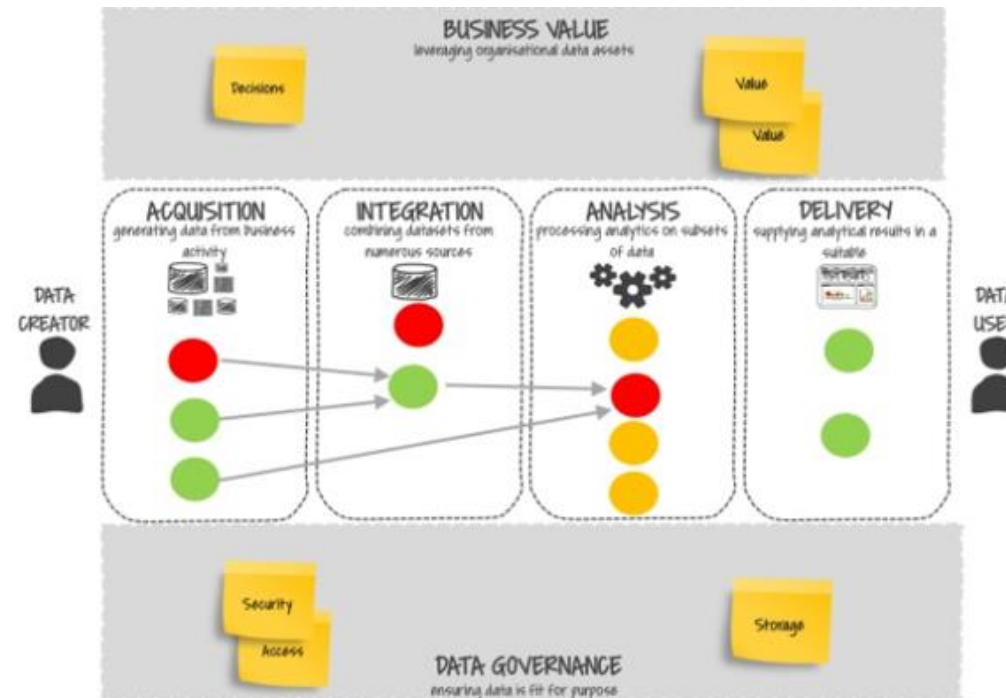 BUSINESS VALUE
leveraging organisational data assets
Decisions
Value
Value
ACQUISITION
generating data from business
activity
INTEGRATION
combining datasets from
numerous sources
ANALYSIS
processing analytics on subsets
of data
DELIVERY
supplying analytical results in a
suitable
DATA
CREATOR
DATA
USE
Security
Access
Storage
DATA GOVERNANCE
ensuring data is fit for purpose